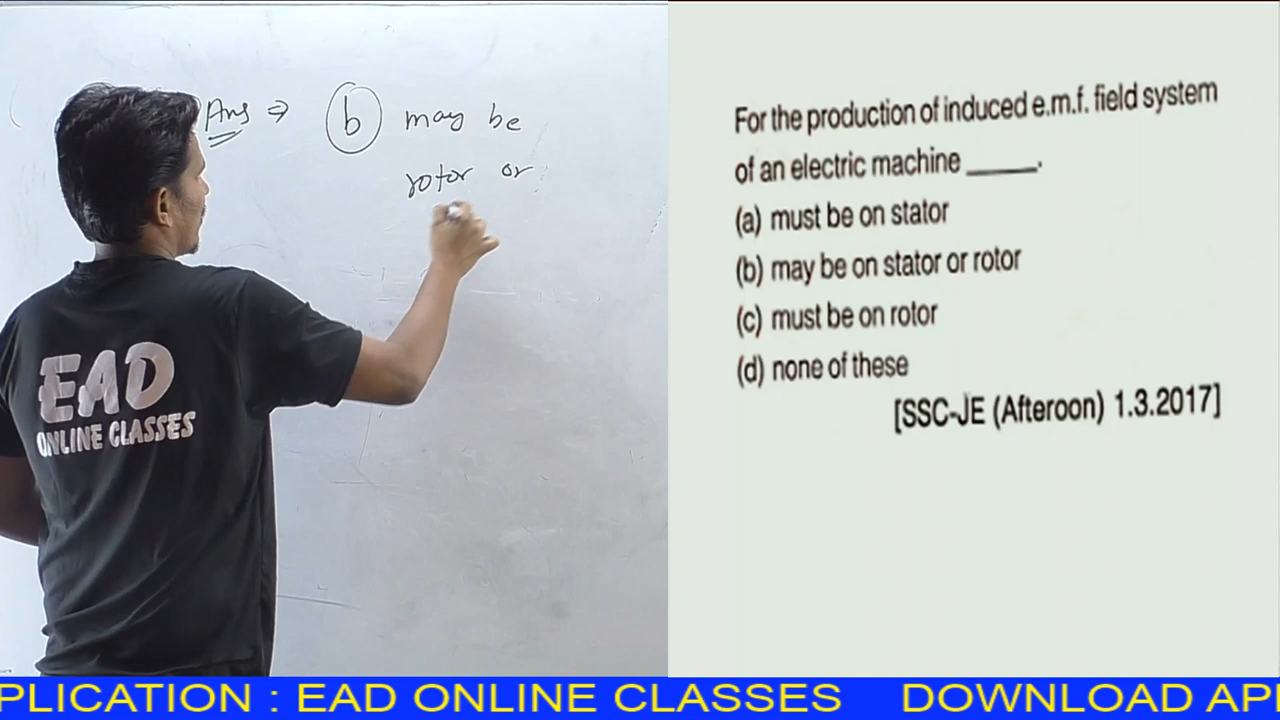 Ans ⇒ (b) may be
rotor or
EAD
ONLINE CLASSES
For the production of induced e.m.f. field system
of an electric machine _____.
(a) must be on stator
(b) may be on stator or rotor
(c) must be on rotor
(d) none of these
[SSC-JE (Afteroon) 1.3.2017]
PLICATION : EAD ONLINE CLASSES DOWNLOAD APP